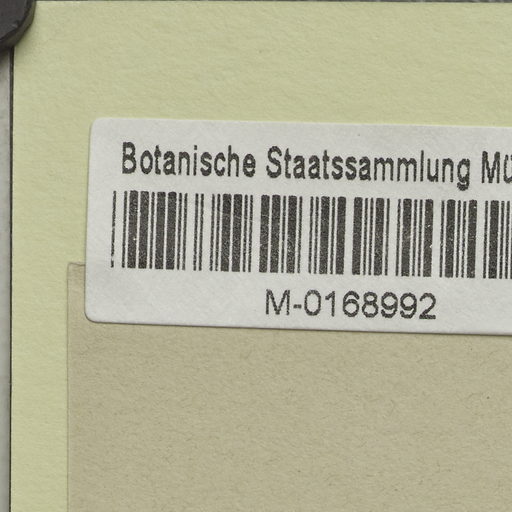 Botanische Staatssammlung Mü
M-0168992